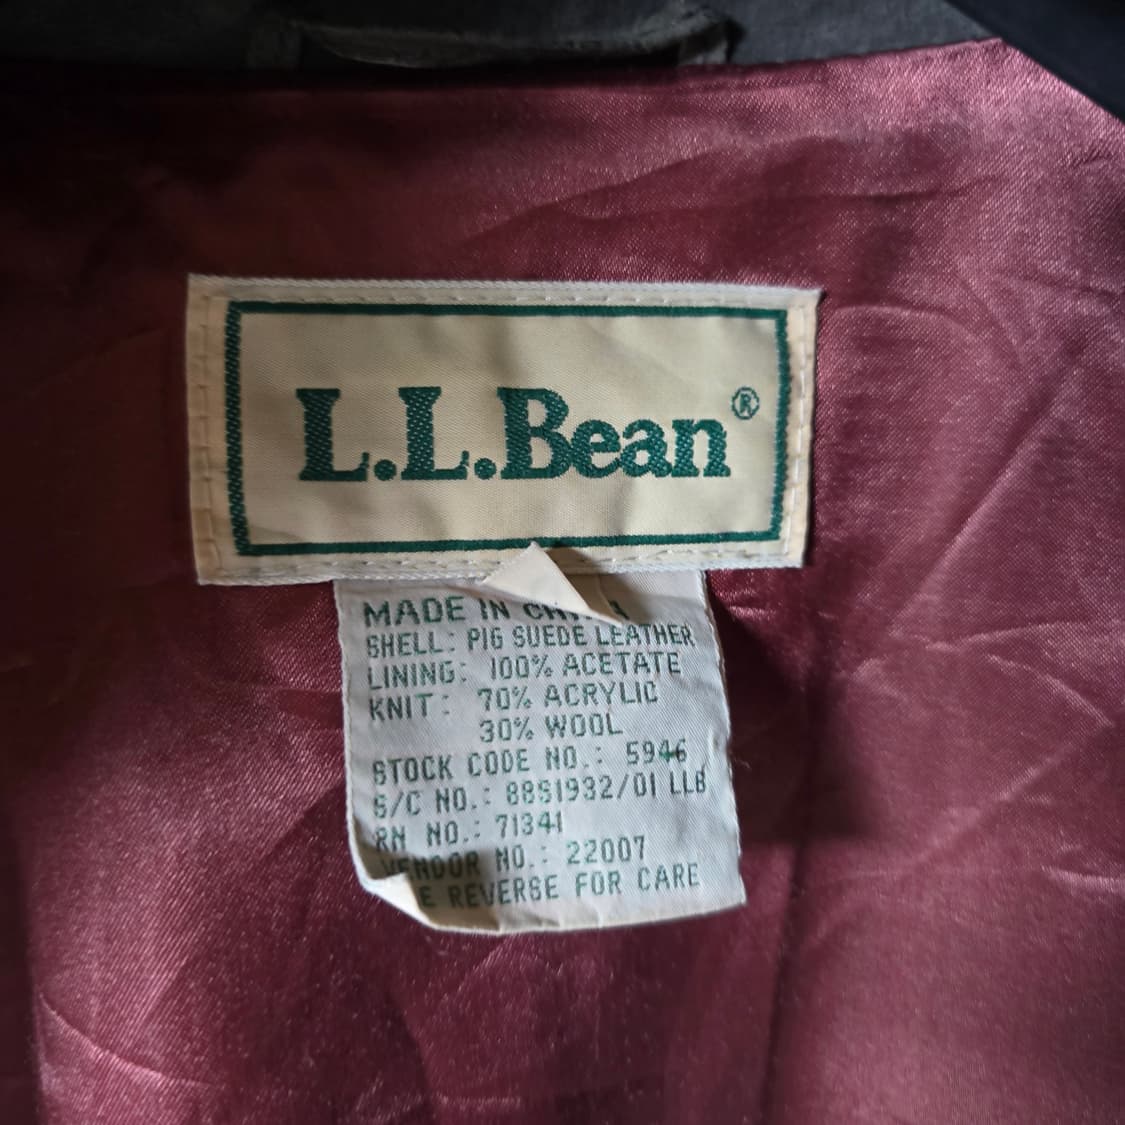 L.L.Bean®
MADE IN
SHELL: PIG SUEDE LEATHER
LINING: 100% ACETATE
KNIT: 70% ACRYLIC
30% WOOL
STOCK CODE NO.: 5946
S/C NO.: 88S1932/01 LLB
RN NO.: 71341
VENDOR NO.: 22007
REVERSE FOR CARE